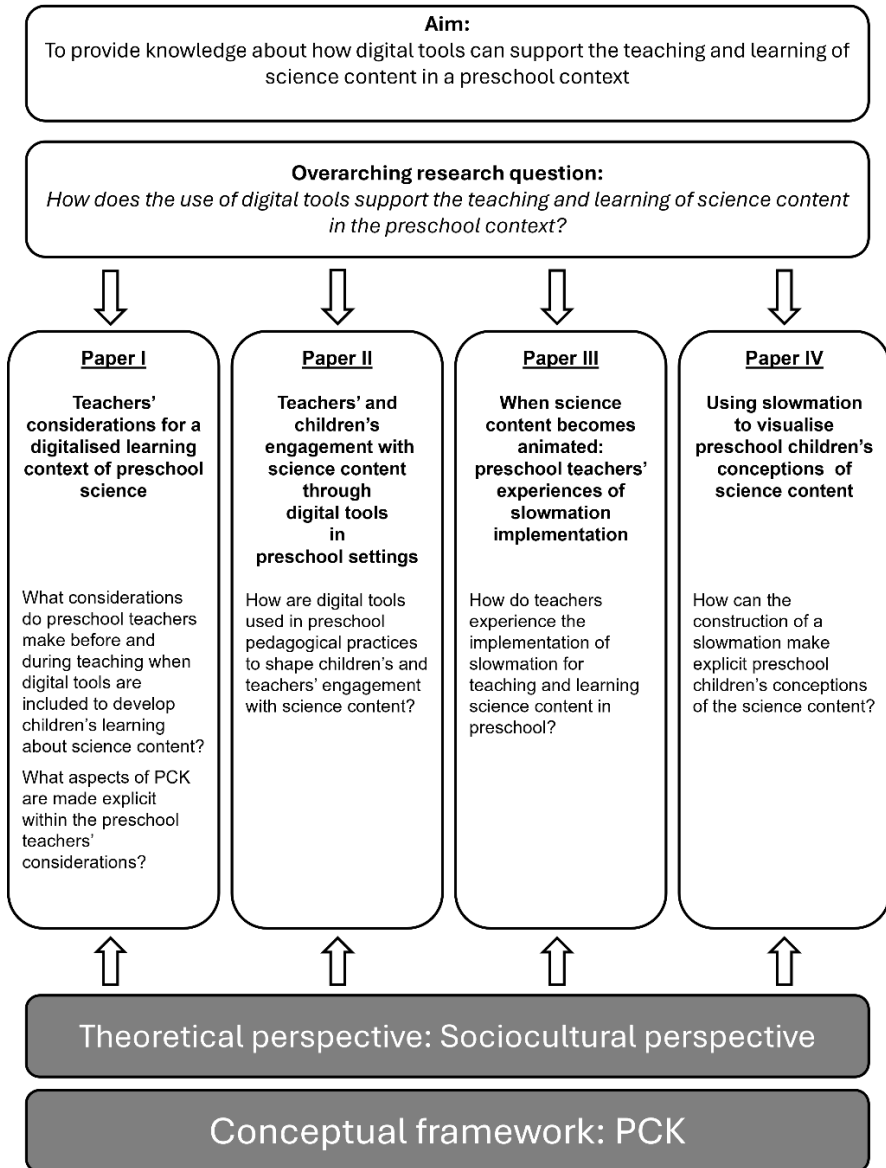 Aim:
To provide knowledge about how digital tools can support the teaching and learning of
science content in a preschool context
Overarching research question:
How does the use of digital tools support the teaching and learning of science content
in the preschool context?
Paper I
Teachers'
considerations for a
digitalised learning
context of preschool
science
What considerations
do preschool teachers
make before and
during teaching when
digital tools are
included to develop
children's learning
about science content?
What aspects of PCK
are made explicit
within the preschool
teachers'
considerations?
Paper II
Teachers' and
children's
engagement with
science content
through
digital tools
in
preschool settings
How are digital tools
used in preschool
pedagogical practices
to shape children's and
teachers' engagement
with science content?
Paper III
When science
content becomes
animated:
preschool teachers'
experiences of
slowmation
implementation
How do teachers
experience the
implementation of
slowmation for
teaching and learning
science content in
preschool?
Paper IV
Using slowmation
to visualise
preschool children's
conceptions of
science content
How can the
construction of a
slowmation make
explicit preschool
children's conceptions
of the science content?
Theoretical perspective: Sociocultural perspective
Conceptual framework: PCK